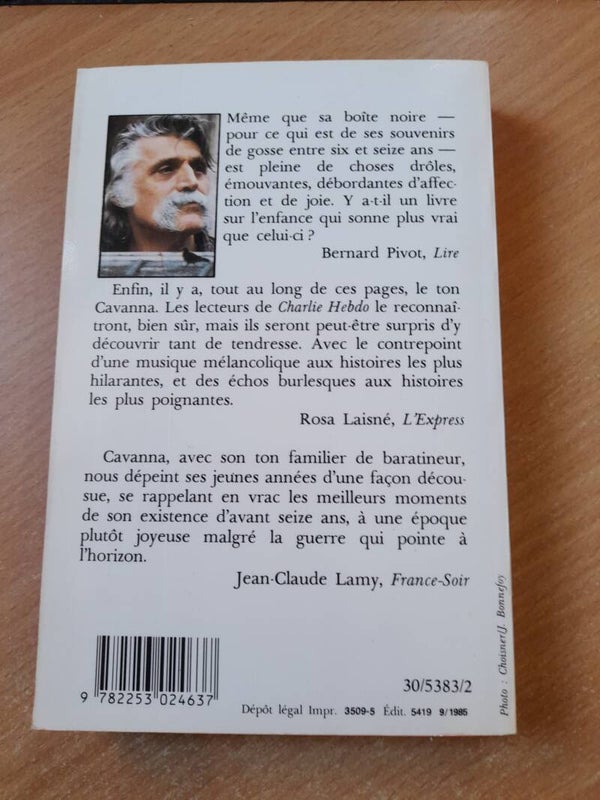 Même que sa boîte noire —
pour ce qui est de ses souvenirs
de gosse entre six et seize ans —
est pleine de choses drôles,
émouvantes, débordantes d'affec-
tion et de joie. Y a-t-il un livre
sur l'enfance qui sonne plus vrai
que celui-ci ?
Bernard Pivot, Lire
Enfin, il y a, tout au long de ces pages, le ton
Cavanna. Les lecteurs de Charlie Hebdo le reconnaî-
tront, bien sûr, mais ils seront peut-être surpris d'y
découvrir tant de tendresse. Avec le contrepoint
d'une musique mélancolique aux histoires les plus
hilarantes, et des échos burlesques aux histoires
les plus poignantes.
Rosa Laisné, L'Express
Cavanna, avec son ton familier de baratineur,
nous dépeint ses jeunes années d'une façon décou-
sue, se rappelant en vrac les meilleurs moments
de son existence d'avant seize ans, à une époque
plutôt joyeuse malgré la guerre qui pointe à
l'horizon.
Jean-Claude Lamy, France-Soir
9 782253 024637
30/5383/2
Dépôt légal Impr. 3509-5 Édit. 5419 9/1985
Photo : Choisnet/J. Bonnefoy